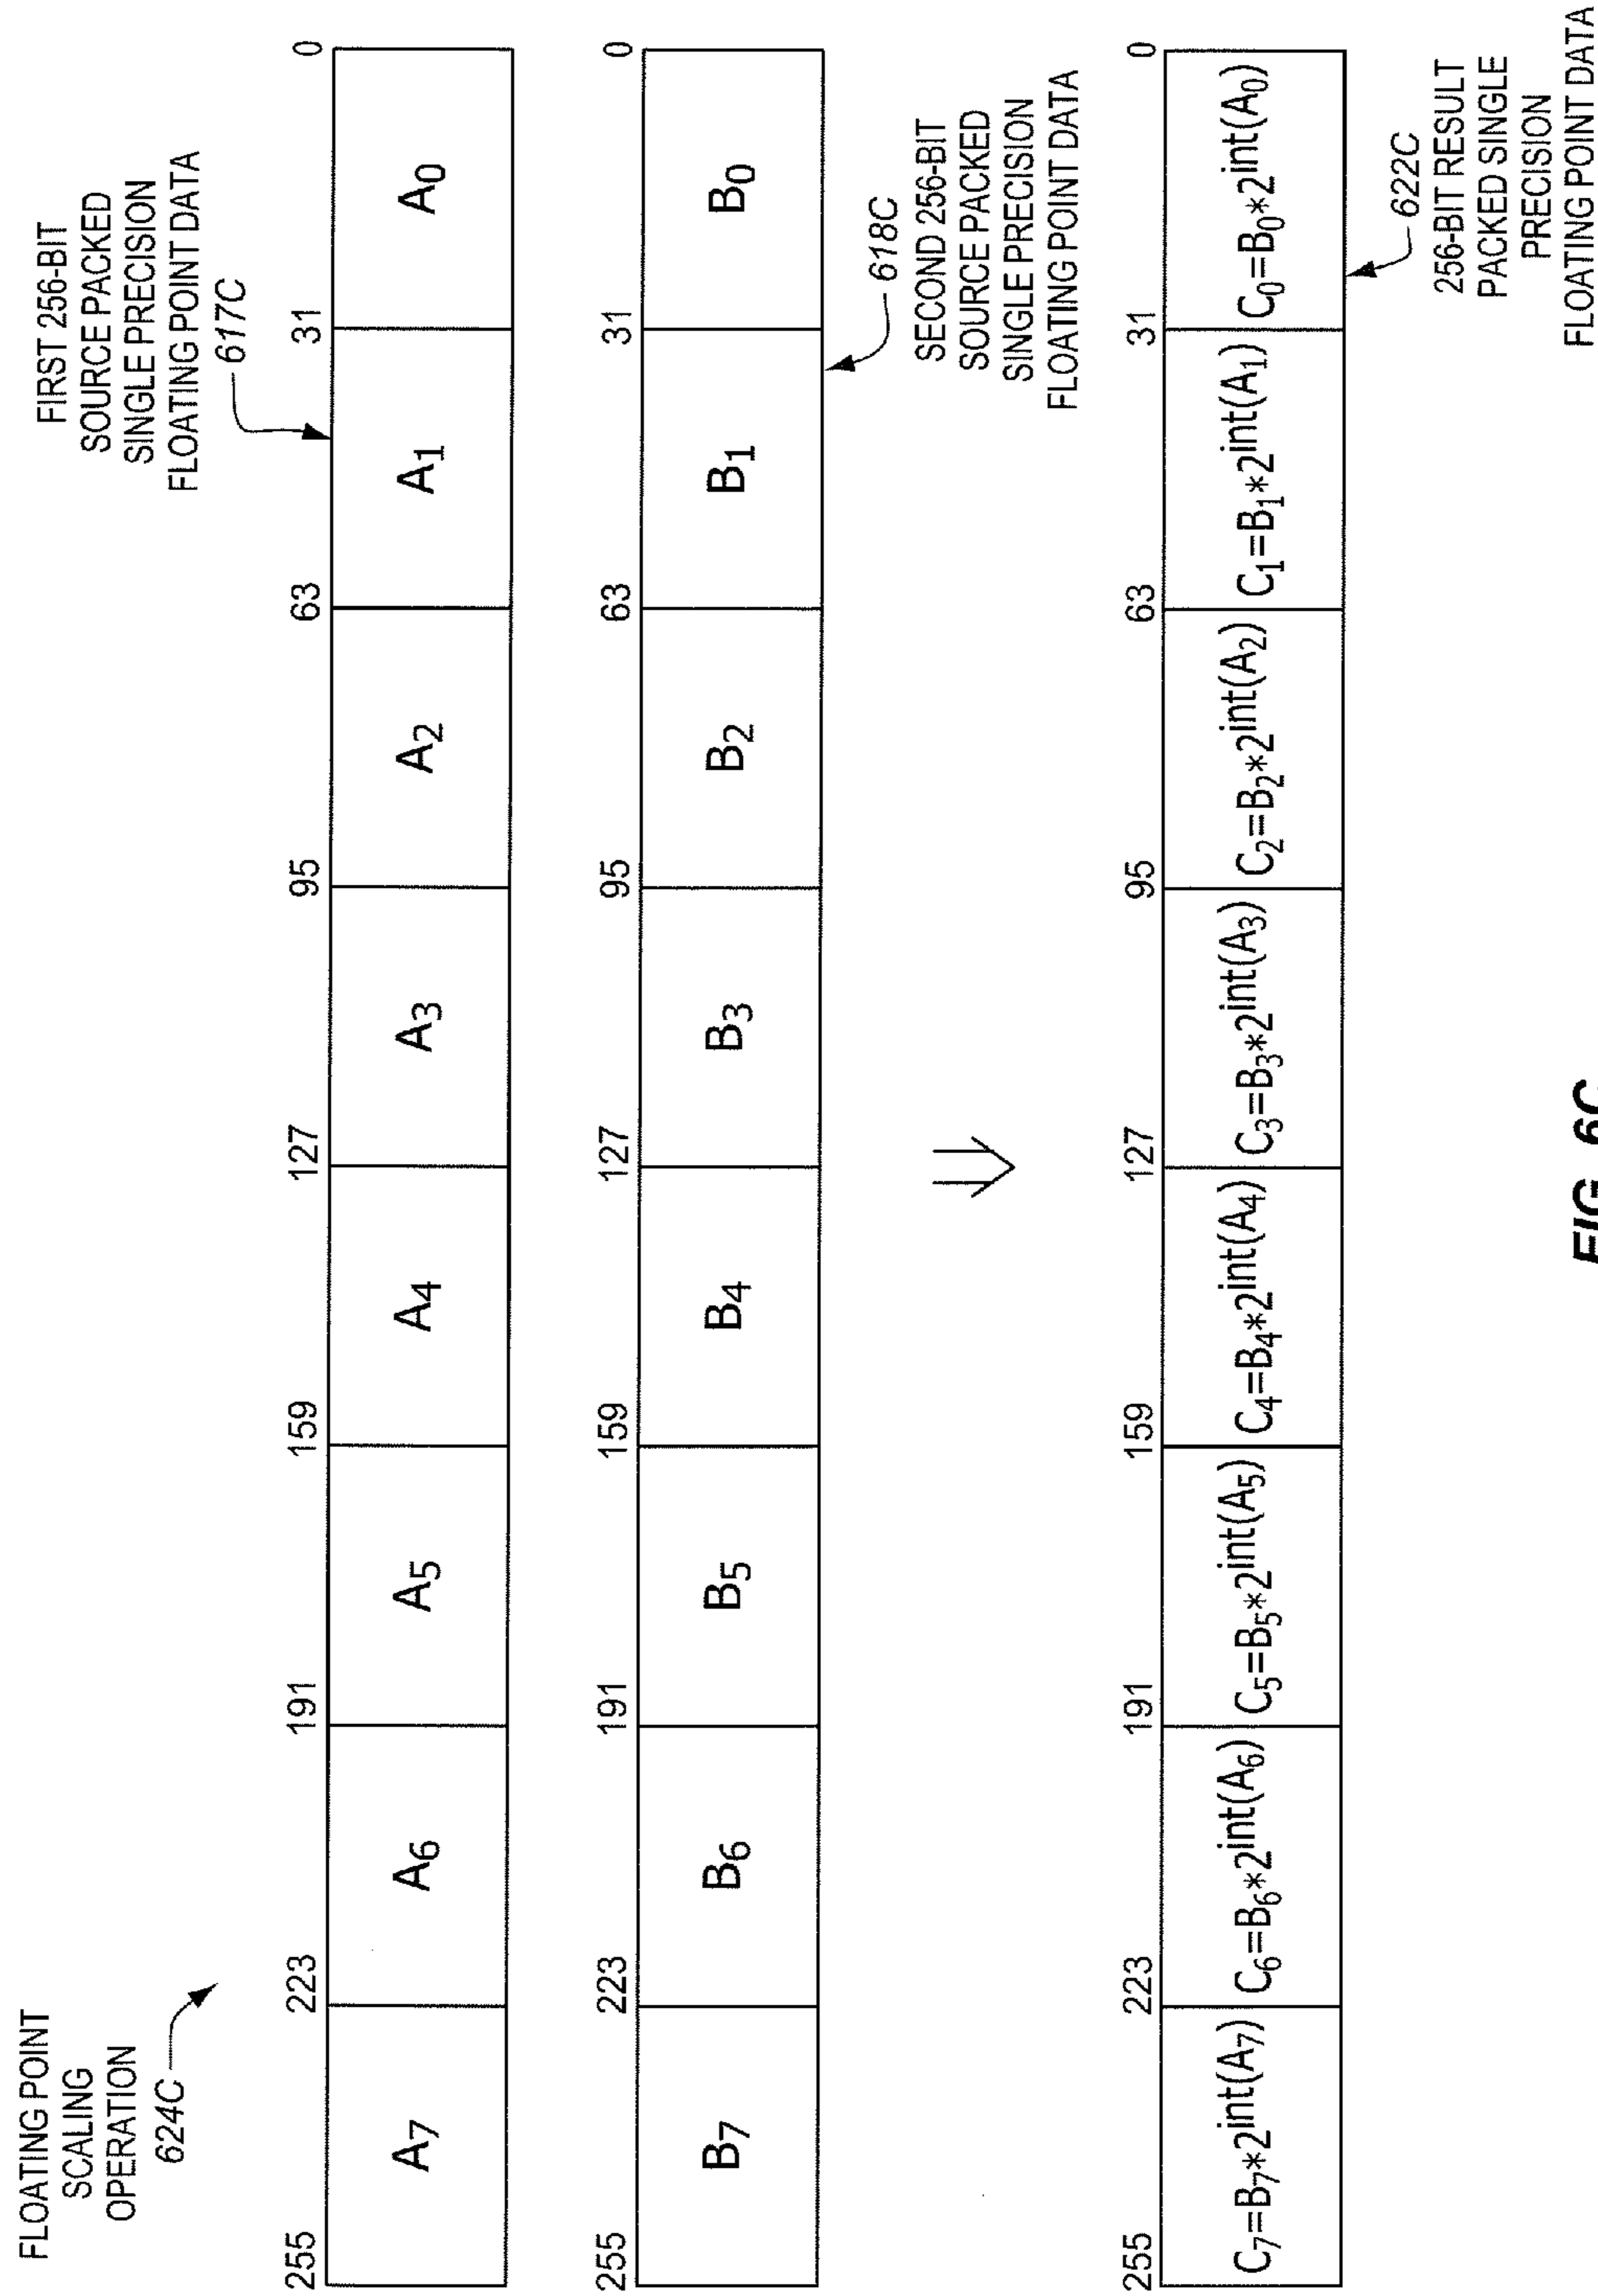 FLOATING POINT
SCALING
OPERATION
624C
FIRST 256-BIT
SOURCE PACKED
SINGLE PRECISION
FLOATING POINT DATA
617C
255 223 191 159 127 95 63 31 0
A7 A6 A5 A4 A3 A2 A1 A0
255 223 191 159 127 95 63 31 0
B7 B6 B5 B4 B3 B2 B1 B0
618C
SECOND 256-BIT
SOURCE PACKED
SINGLE PRECISION
FLOATING POINT DATA
255 223 191 159 127 95 63 31 0
C7=B7*2int(A7) C6=B6*2int(A6) C5=B5*2int(A5) C4=B4*2int(A4) C3=B3*2int(A3) C2=B2*2int(A2) C1=B1*2int(A1) C0=B0*2int(A0)
622C
256-BIT RESULT
PACKED SINGLE
PRECISION
FLOATING POINT DATA
FIG. 6C